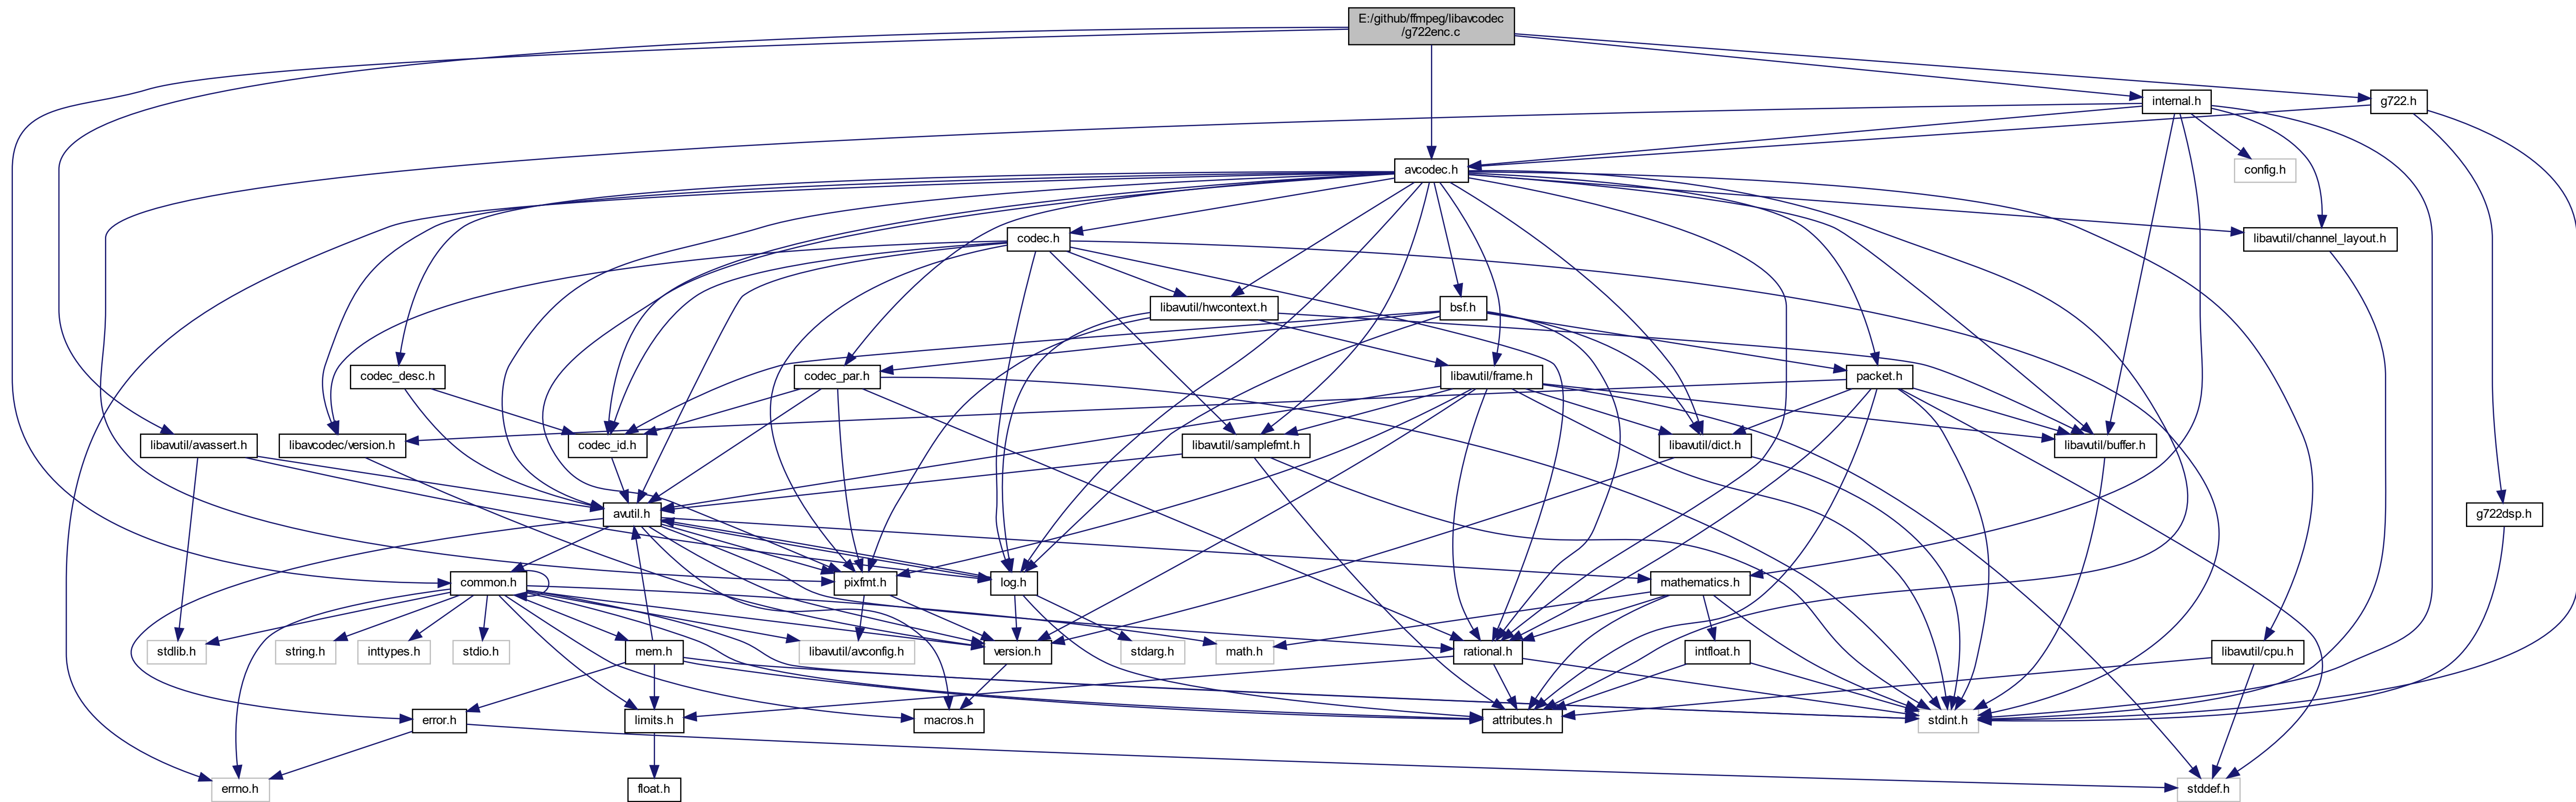 E:/github/ffmpeg/libavcodec
/g722enc.c
internal.h
g722.h
avcodec.h
config.h
codec.h
libavutil/channel_layout.h
libavutil/hwcontext.h
bsf.h
codec_desc.h
codec_par.h
libavutil/frame.h
packet.h
libavutil/avassert.h
libavcodec/version.h
codec_id.h
libavutil/samplefmt.h
libavutil/dict.h
libavutil/buffer.h
avutil.h
g722dsp.h
common.h
pixfmt.h
log.h
mathematics.h
stdlib.h
string.h
inttypes.h
stdio.h
mem.h
libavutil/avconfig.h
version.h
stdarg.h
math.h
rational.h
intfloat.h
libavutil/cpu.h
error.h
limits.h
macros.h
attributes.h
stdint.h
errno.h
float.h
stddef.h